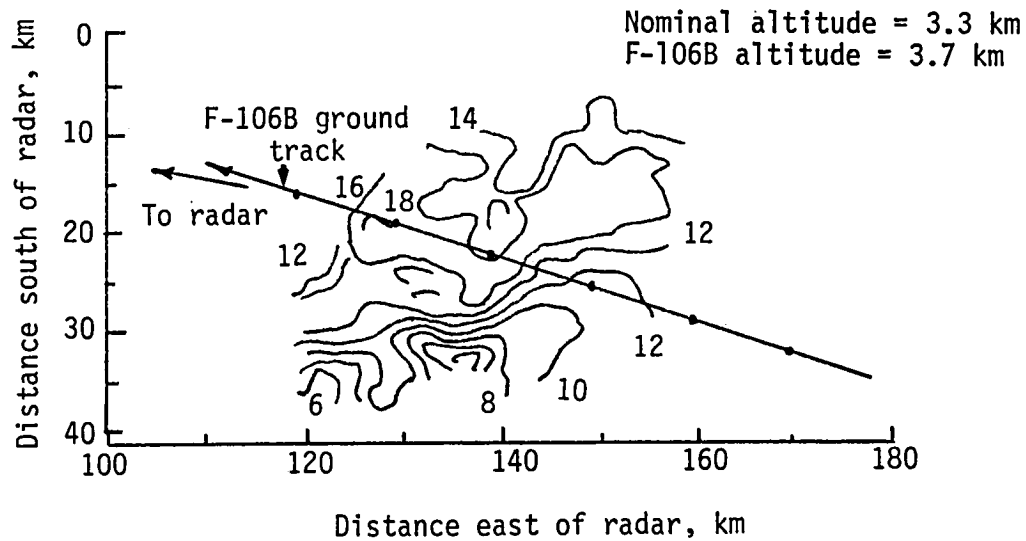 Nominal altitude = 3.3 km
F-106B altitude = 3.7 km
Distance south of radar, km
0
10
20
30
40
F-106B ground
track
To radar
14
16
18
12
12
12
10
8
6
100
120
140
160
180
Distance east of radar, km